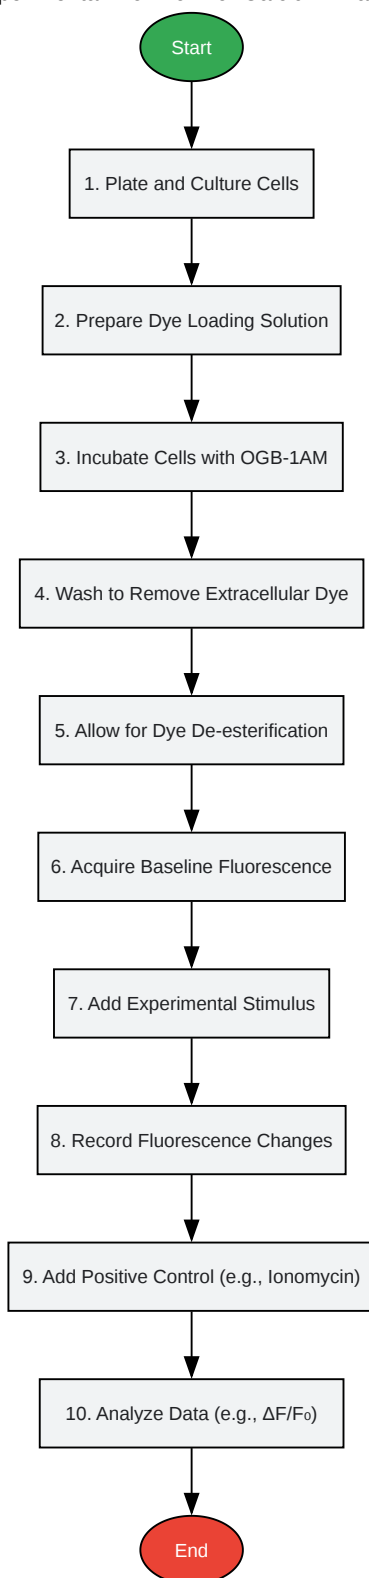 Start
1. Plate and Culture Cells
2. Prepare Dye Loading Solution
3. Incubate Cells with OGB-1AM
4. Wash to Remove Extracellular Dye
5. Allow for Dye De-esterification
6. Acquire Baseline Fluorescence
7. Add Experimental Stimulus
8. Record Fluorescence Changes
9. Add Positive Control (e.g., Ionomycin)
10. Analyze Data (e.g., ΔF/F₀)
End